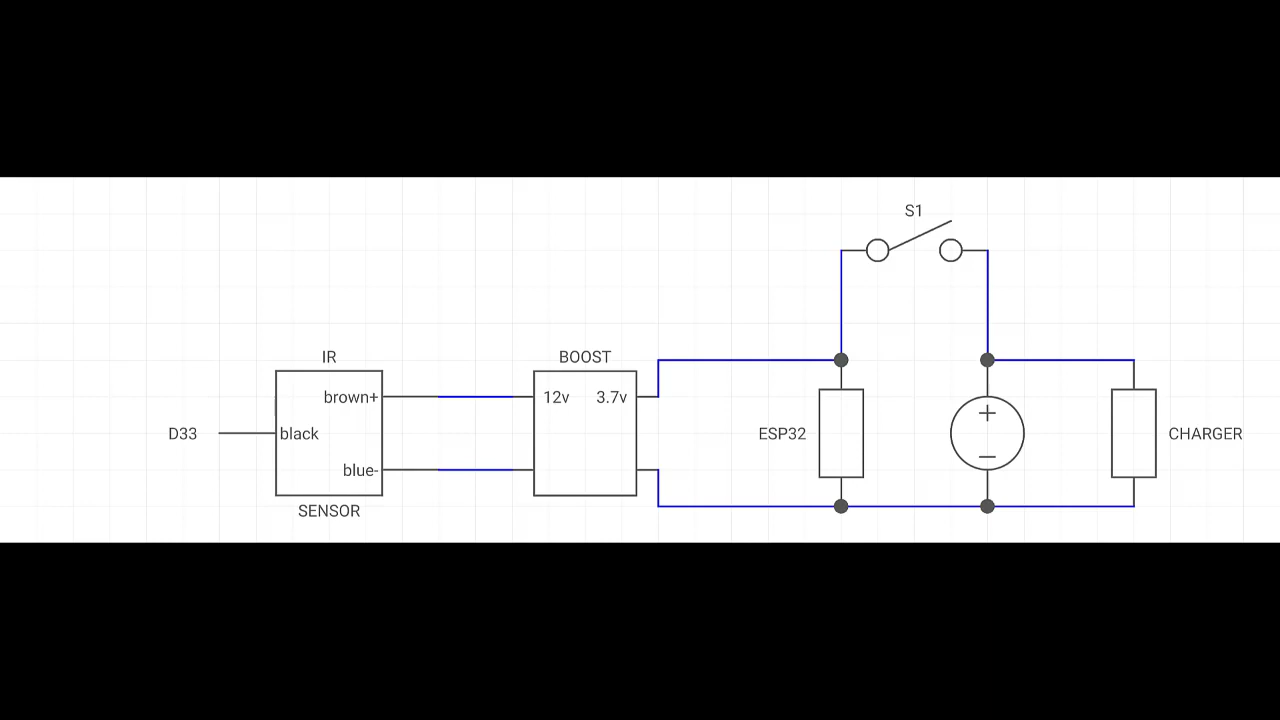 S1
IR
BOOST
brown+
12v
3.7v
D33
black
ESP32
CHARGER
blue-
SENSOR